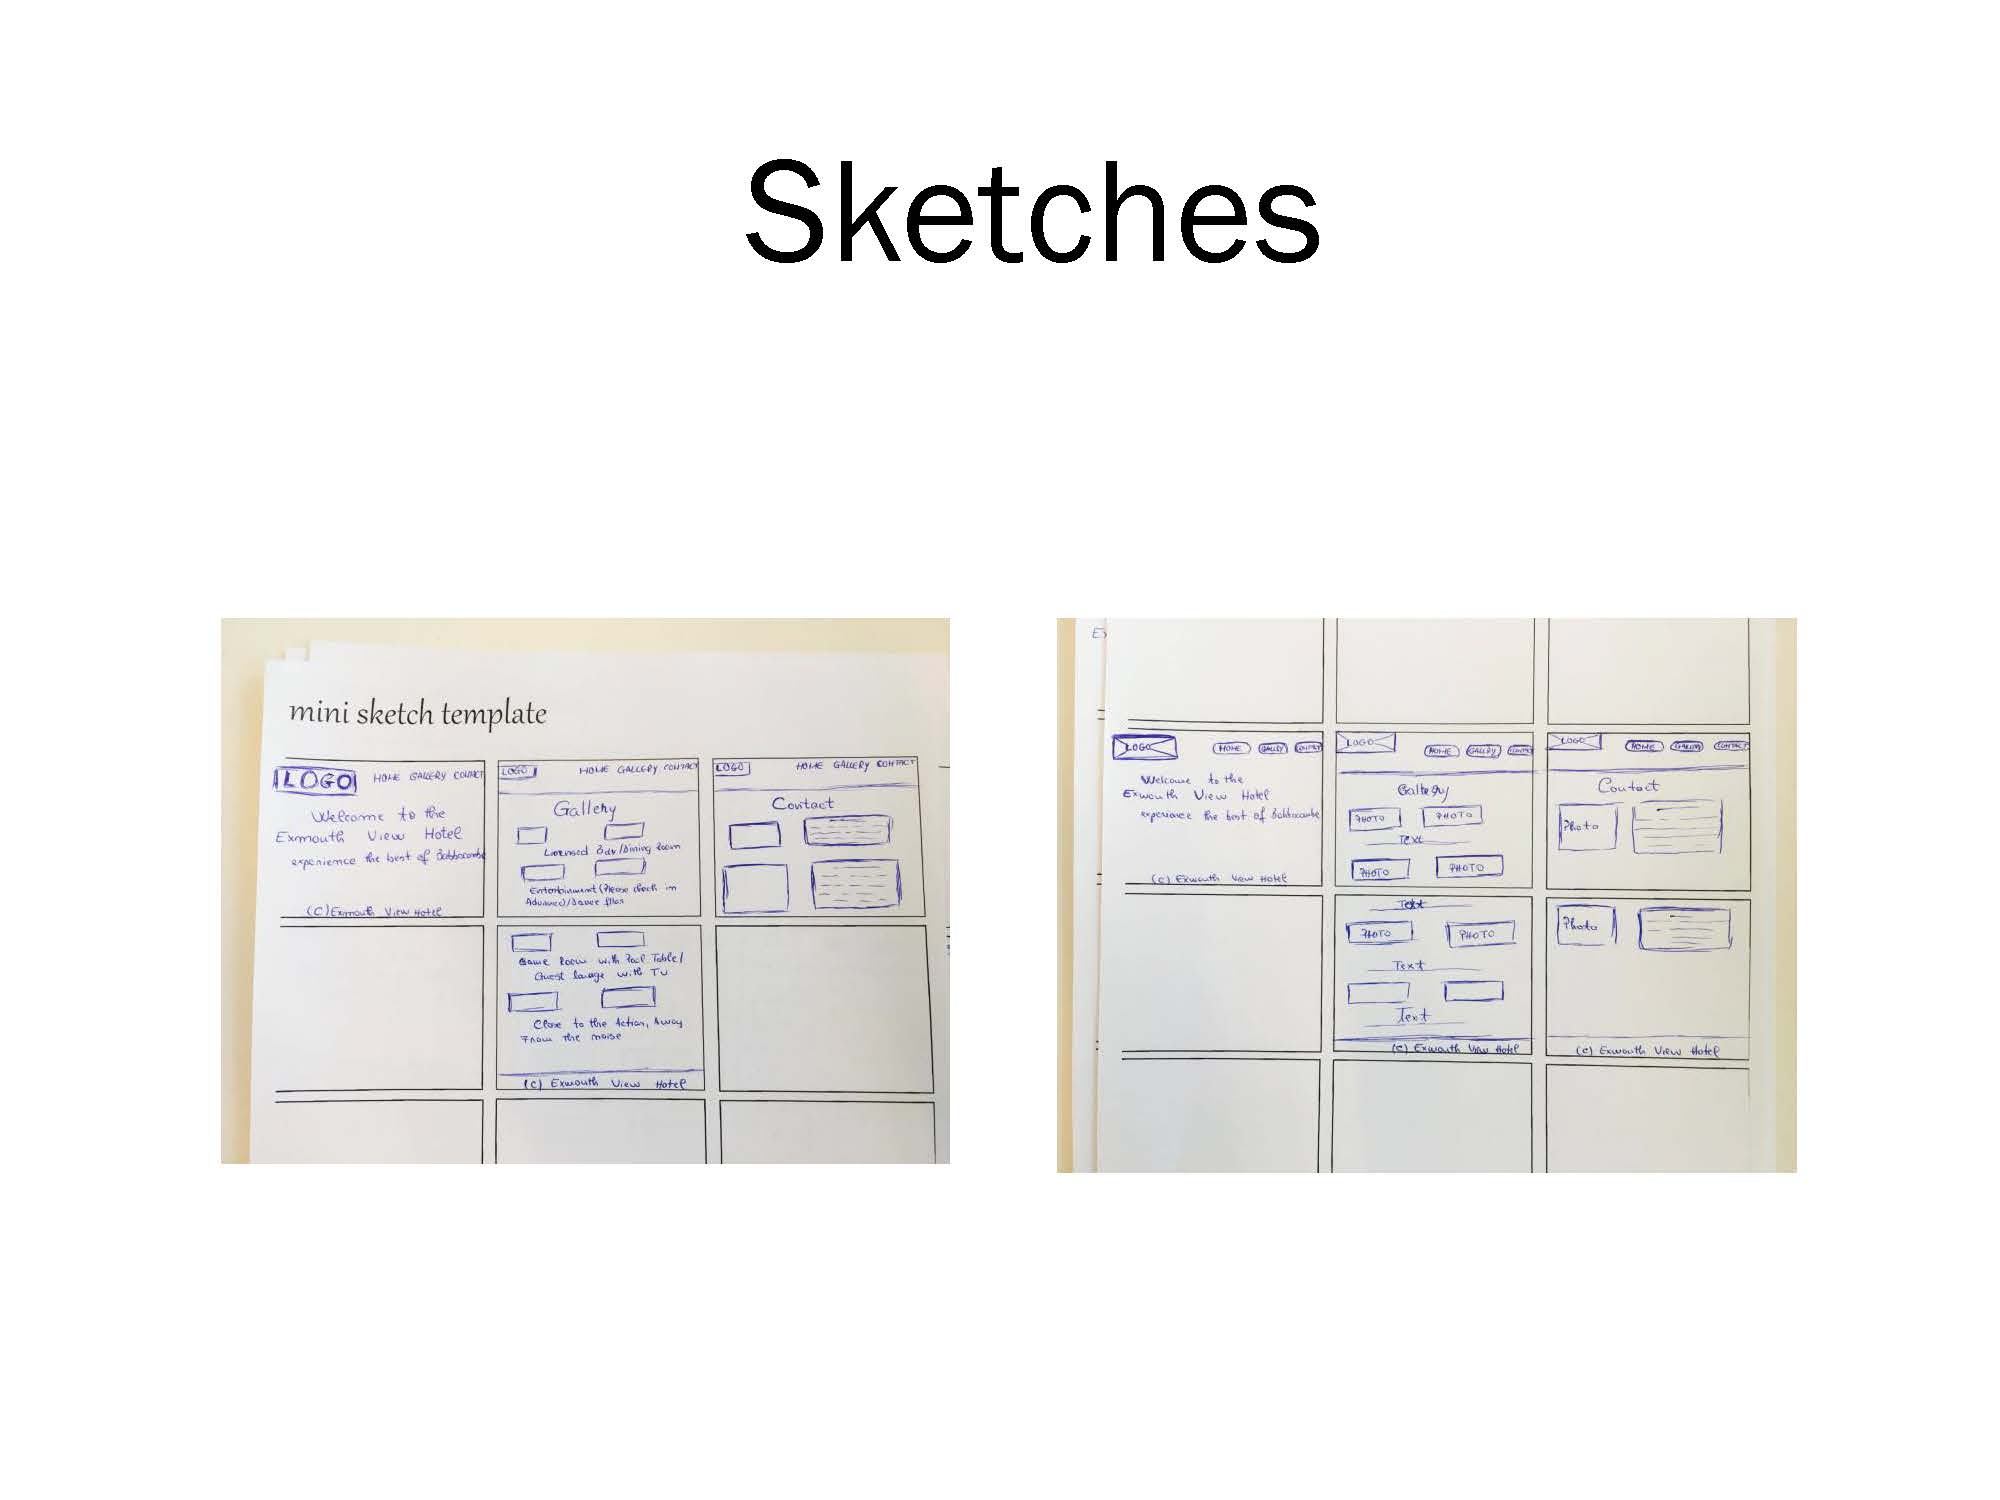 Sketches
mini sketch template
LOGO HOME GALLERY CONTACT
Welcome to the
Exmouth View Hotel
experience the best of Babbacombe
(C) Exmouth View Hotel
LOGO HOME GALLERY CONTACT
Gallery
Licensed Bar/Dining Room
Entertainment (Please check in
Advance)/Dance
Game Room with Pool Table/
Guest lounge with TV
Close to the Action, Away
From the noise
(C) Exmouth View Hotel
LOGO HOME GALLERY CONTACT
Contact
LOGO HOME GALLERY CONTACT
Welcome to the
Exmouth View Hotel
experience the best of Babbacombe
(C) Exmouth View Hotel
LOGO HOME GALLERY CONTACT
Gallery
PHOTO PHOTO
Text
PHOTO PHOTO
Text
PHOTO PHOTO
Text
Text
(C) Exmouth View Hotel
LOGO HOME GALLERY CONTACT
Contact
Photo
Photo
(C) Exmouth View Hotel